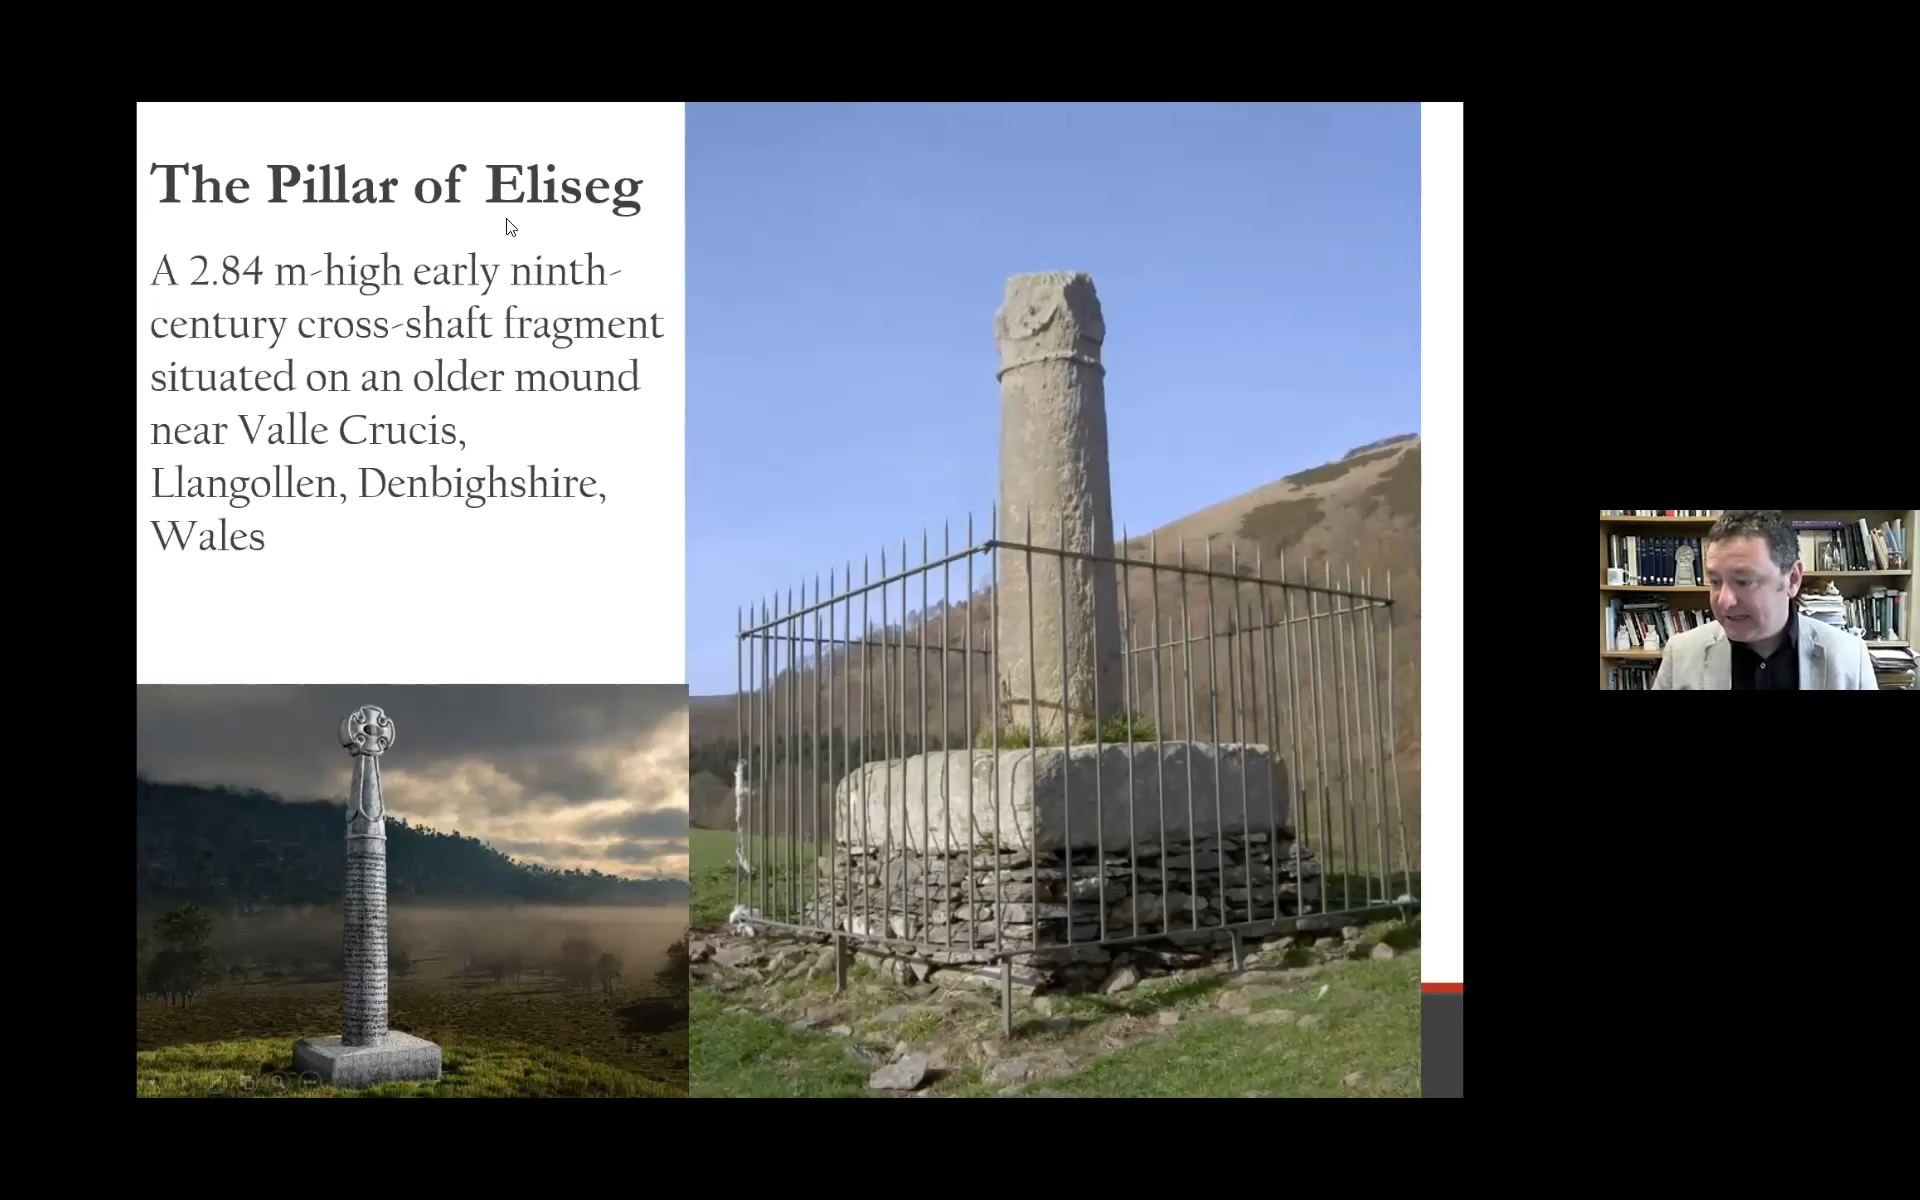 The Pillar of Eliseg
A 2.84 m-high early ninth-
century cross-shaft fragment
situated on an older mound
near Valle Crucis,
Llangollen, Denbighshire,
Wales